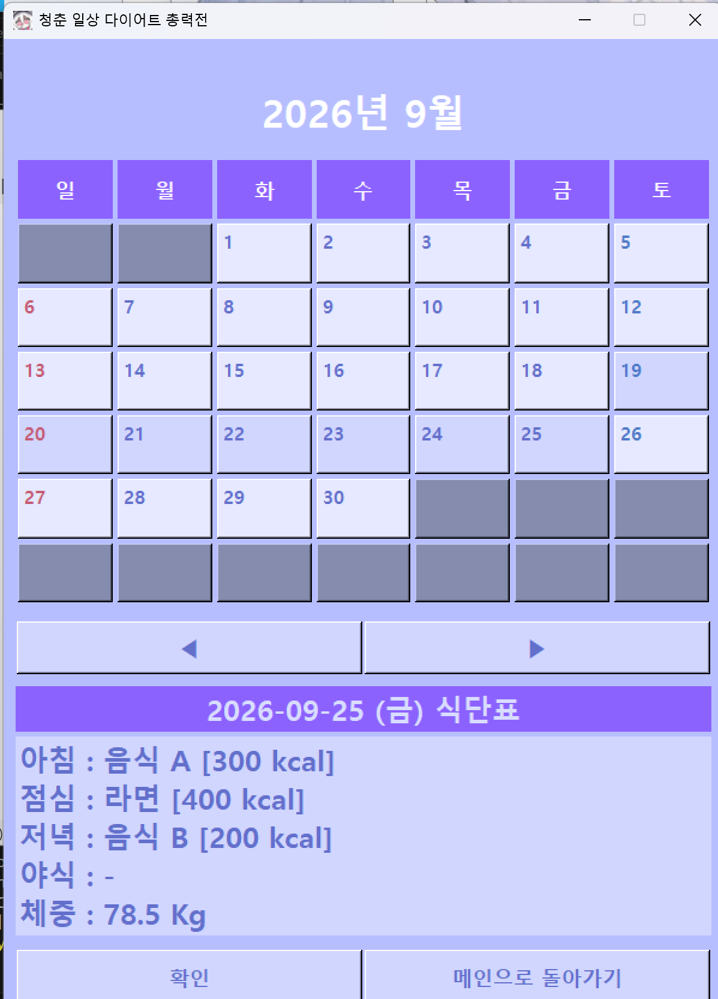 청춘 일상 다이어트 총력전
2026년 9월
일 월 화 수 목 금 토
1 2 3 4 5
6 7 8 9 10 11 12
13 14 15 16 17 18 19
20 21 22 23 24 25 26
27 28 29 30
◀ ▶
2026-09-25 (금) 식단표
아침 : 음식 A [300 kcal]
점심 : 라면 [400 kcal]
저녁 : 음식 B [200 kcal]
야식 : -
체중 : 78.5 Kg
확인 메인으로 돌아가기